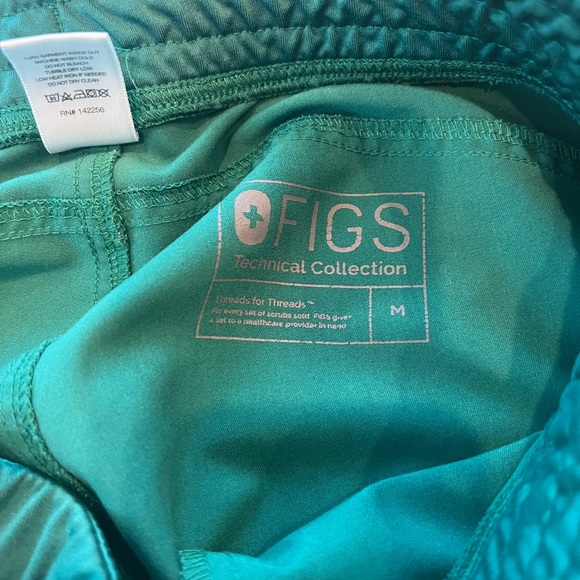 TURN GARMENT INSIDE OUT
MACHINE WASH COLD
DO NOT BLEACH
TUMBLE DRY LOW
LOW HEAT IRON IF NEEDED
DO NOT DRY CLEAN
RN# 142256
FIGS
Technical Collection
Threads for Threads™
For every set of scrubs sold, FIGS gives
a set to a healthcare provider in need
M